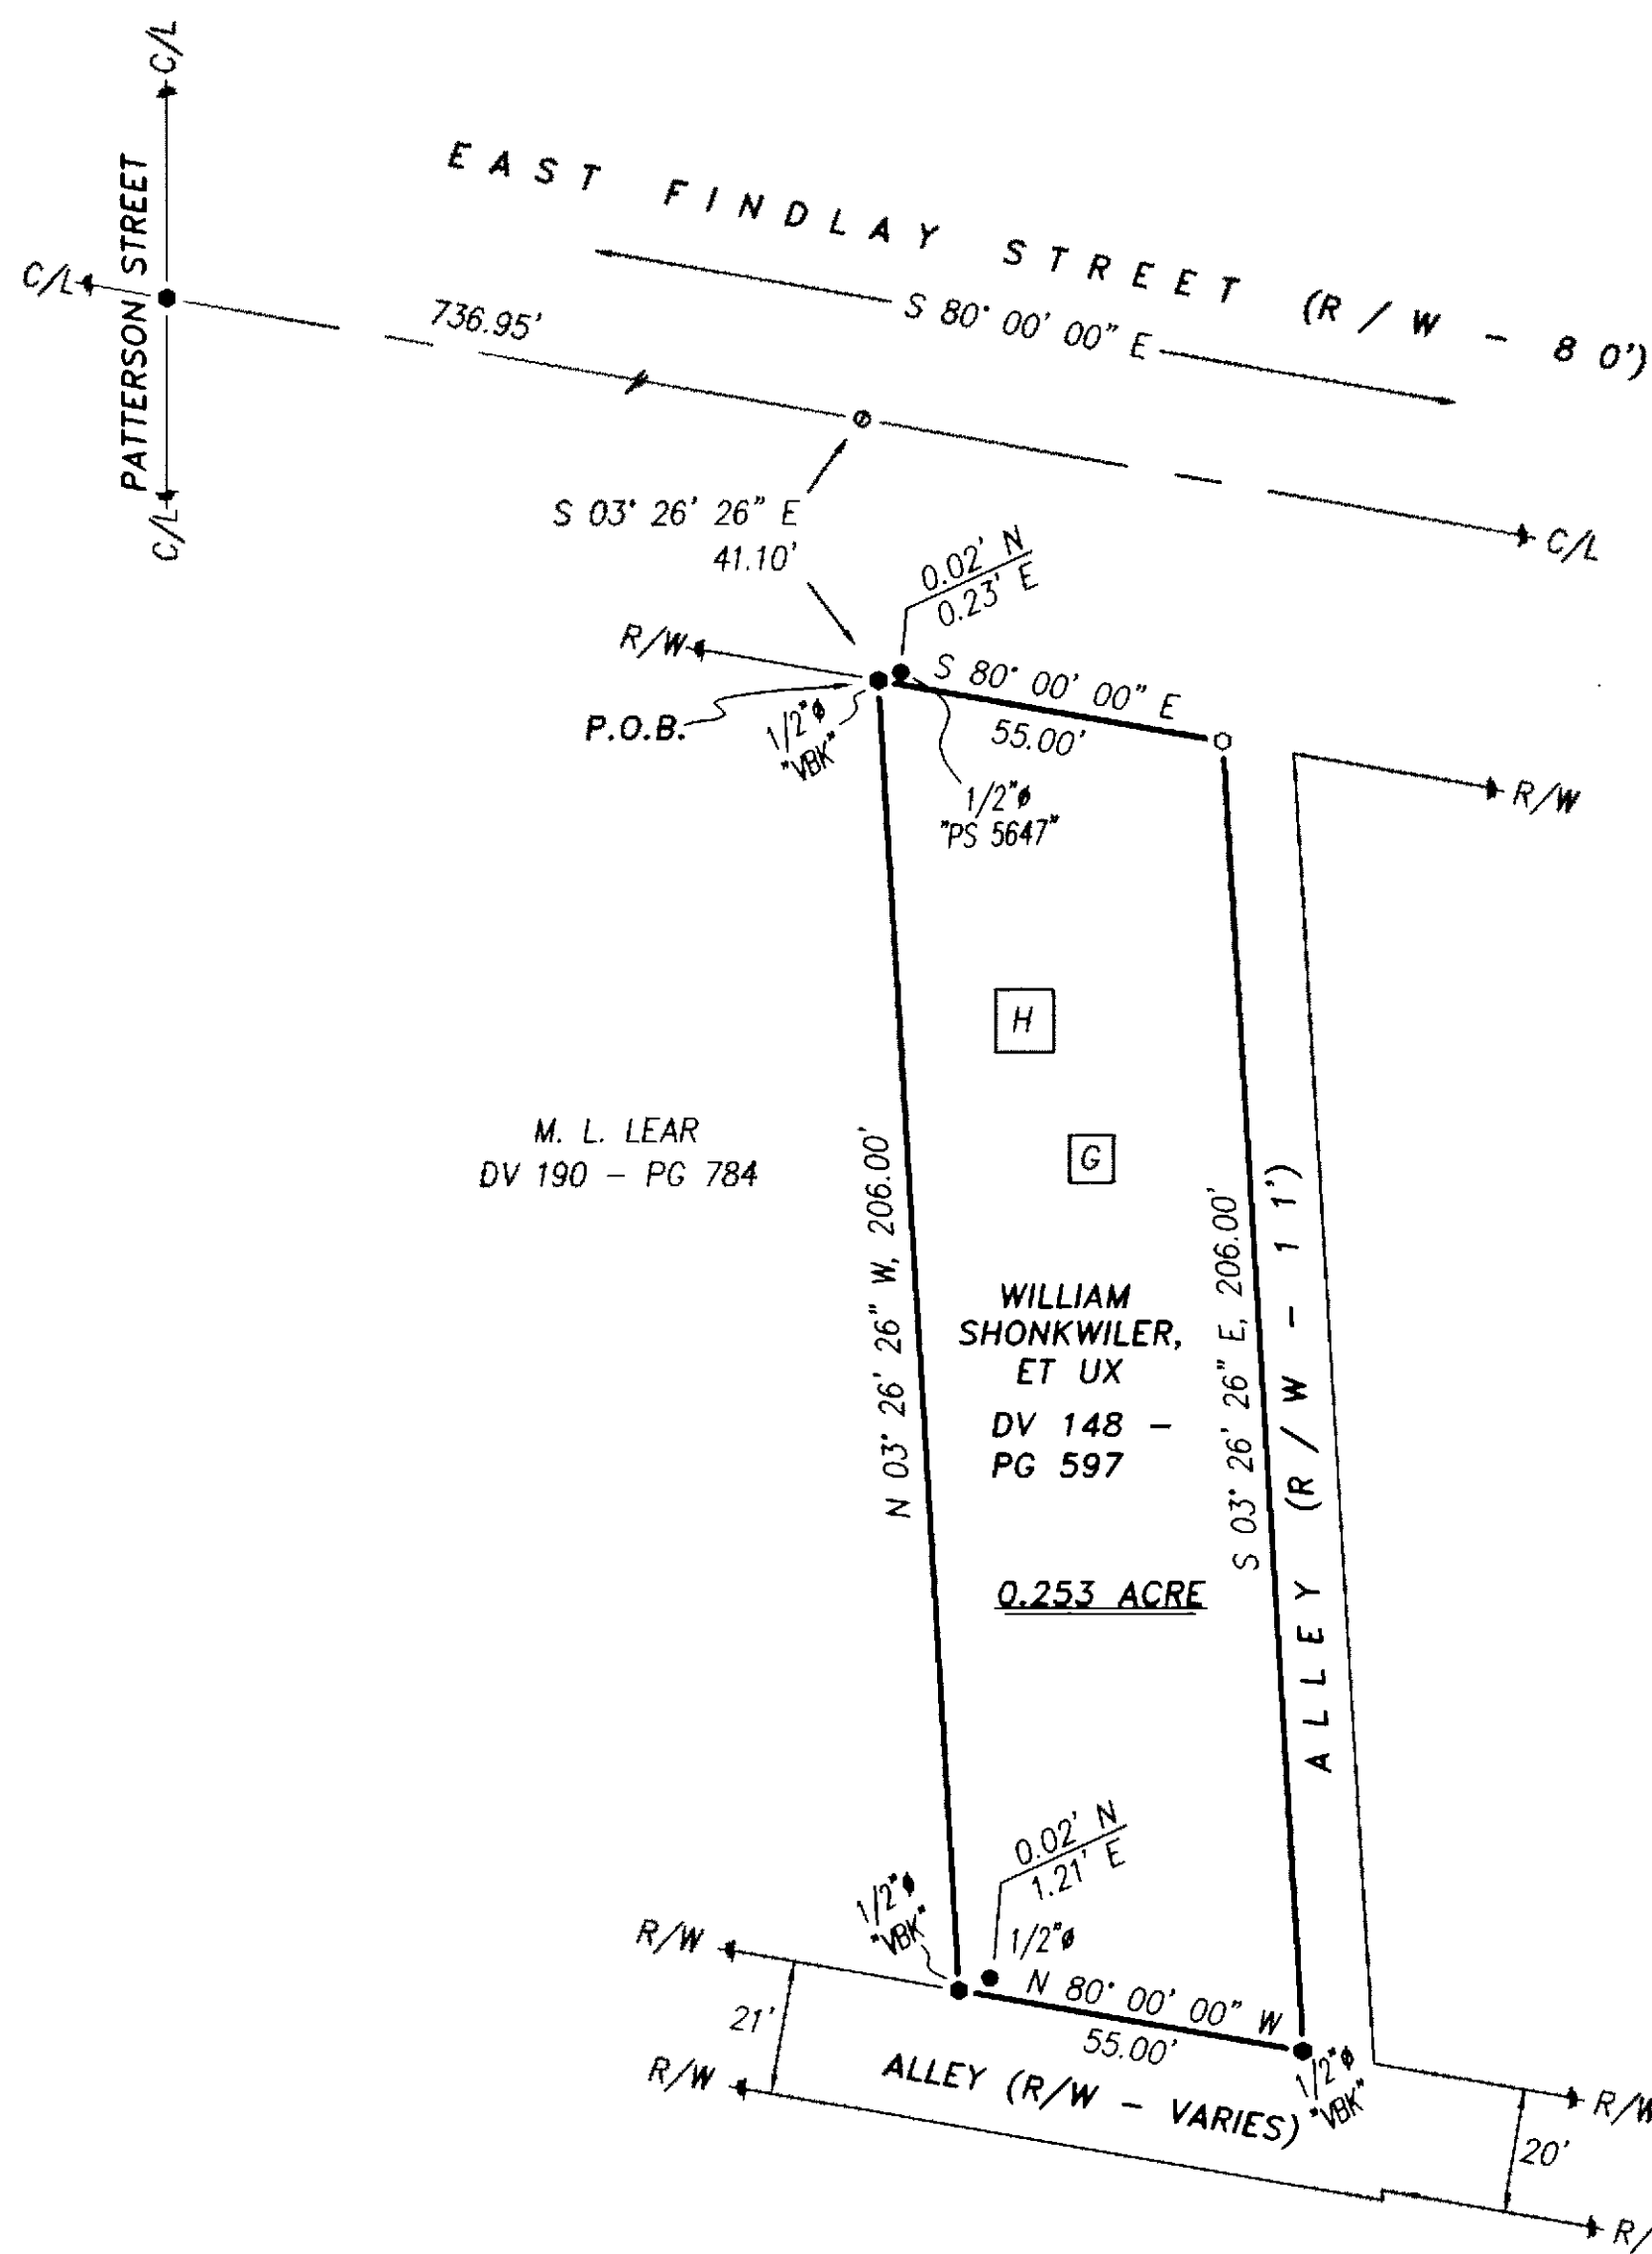 C/L
PATTERSON STREET
C/L
C/L
EAST FINDLAY STREET (R/W - 80')
S 80° 00' 00" E
736.95'
C/L
S 03° 26' 26" E
41.10'
0.02' N
0.23' E
R/W
P.O.B.
1/2"ø
"VBK"
S 80° 00' 00" E
55.00'
1/2"ø
"PS 5647"
R/W
H
G
M. L. LEAR
DV 190 - PG 784
N 03° 26' 26" W, 206.00'
WILLIAM
SHONKWILER,
ET UX
DV 148 -
PG 597
0.253 ACRE
S 03° 26' 26" E, 206.00'
ALLEY (R/W - 11')
0.02' N
1.21' E
1/2"ø
"VBK"
1/2"ø
R/W
N 80° 00' 00" W
55.00'
21'
R/W
ALLEY (R/W - VARIES)
1/2"ø
"VBK"
R/W
20'
R/